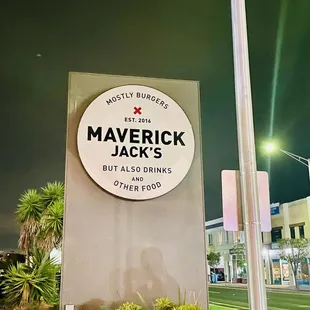 MOSTLY BURGERS
EST. 2014
MAVERICK
JACK'S
BUT ALSO DRINKS
AND
OTHER FOOD